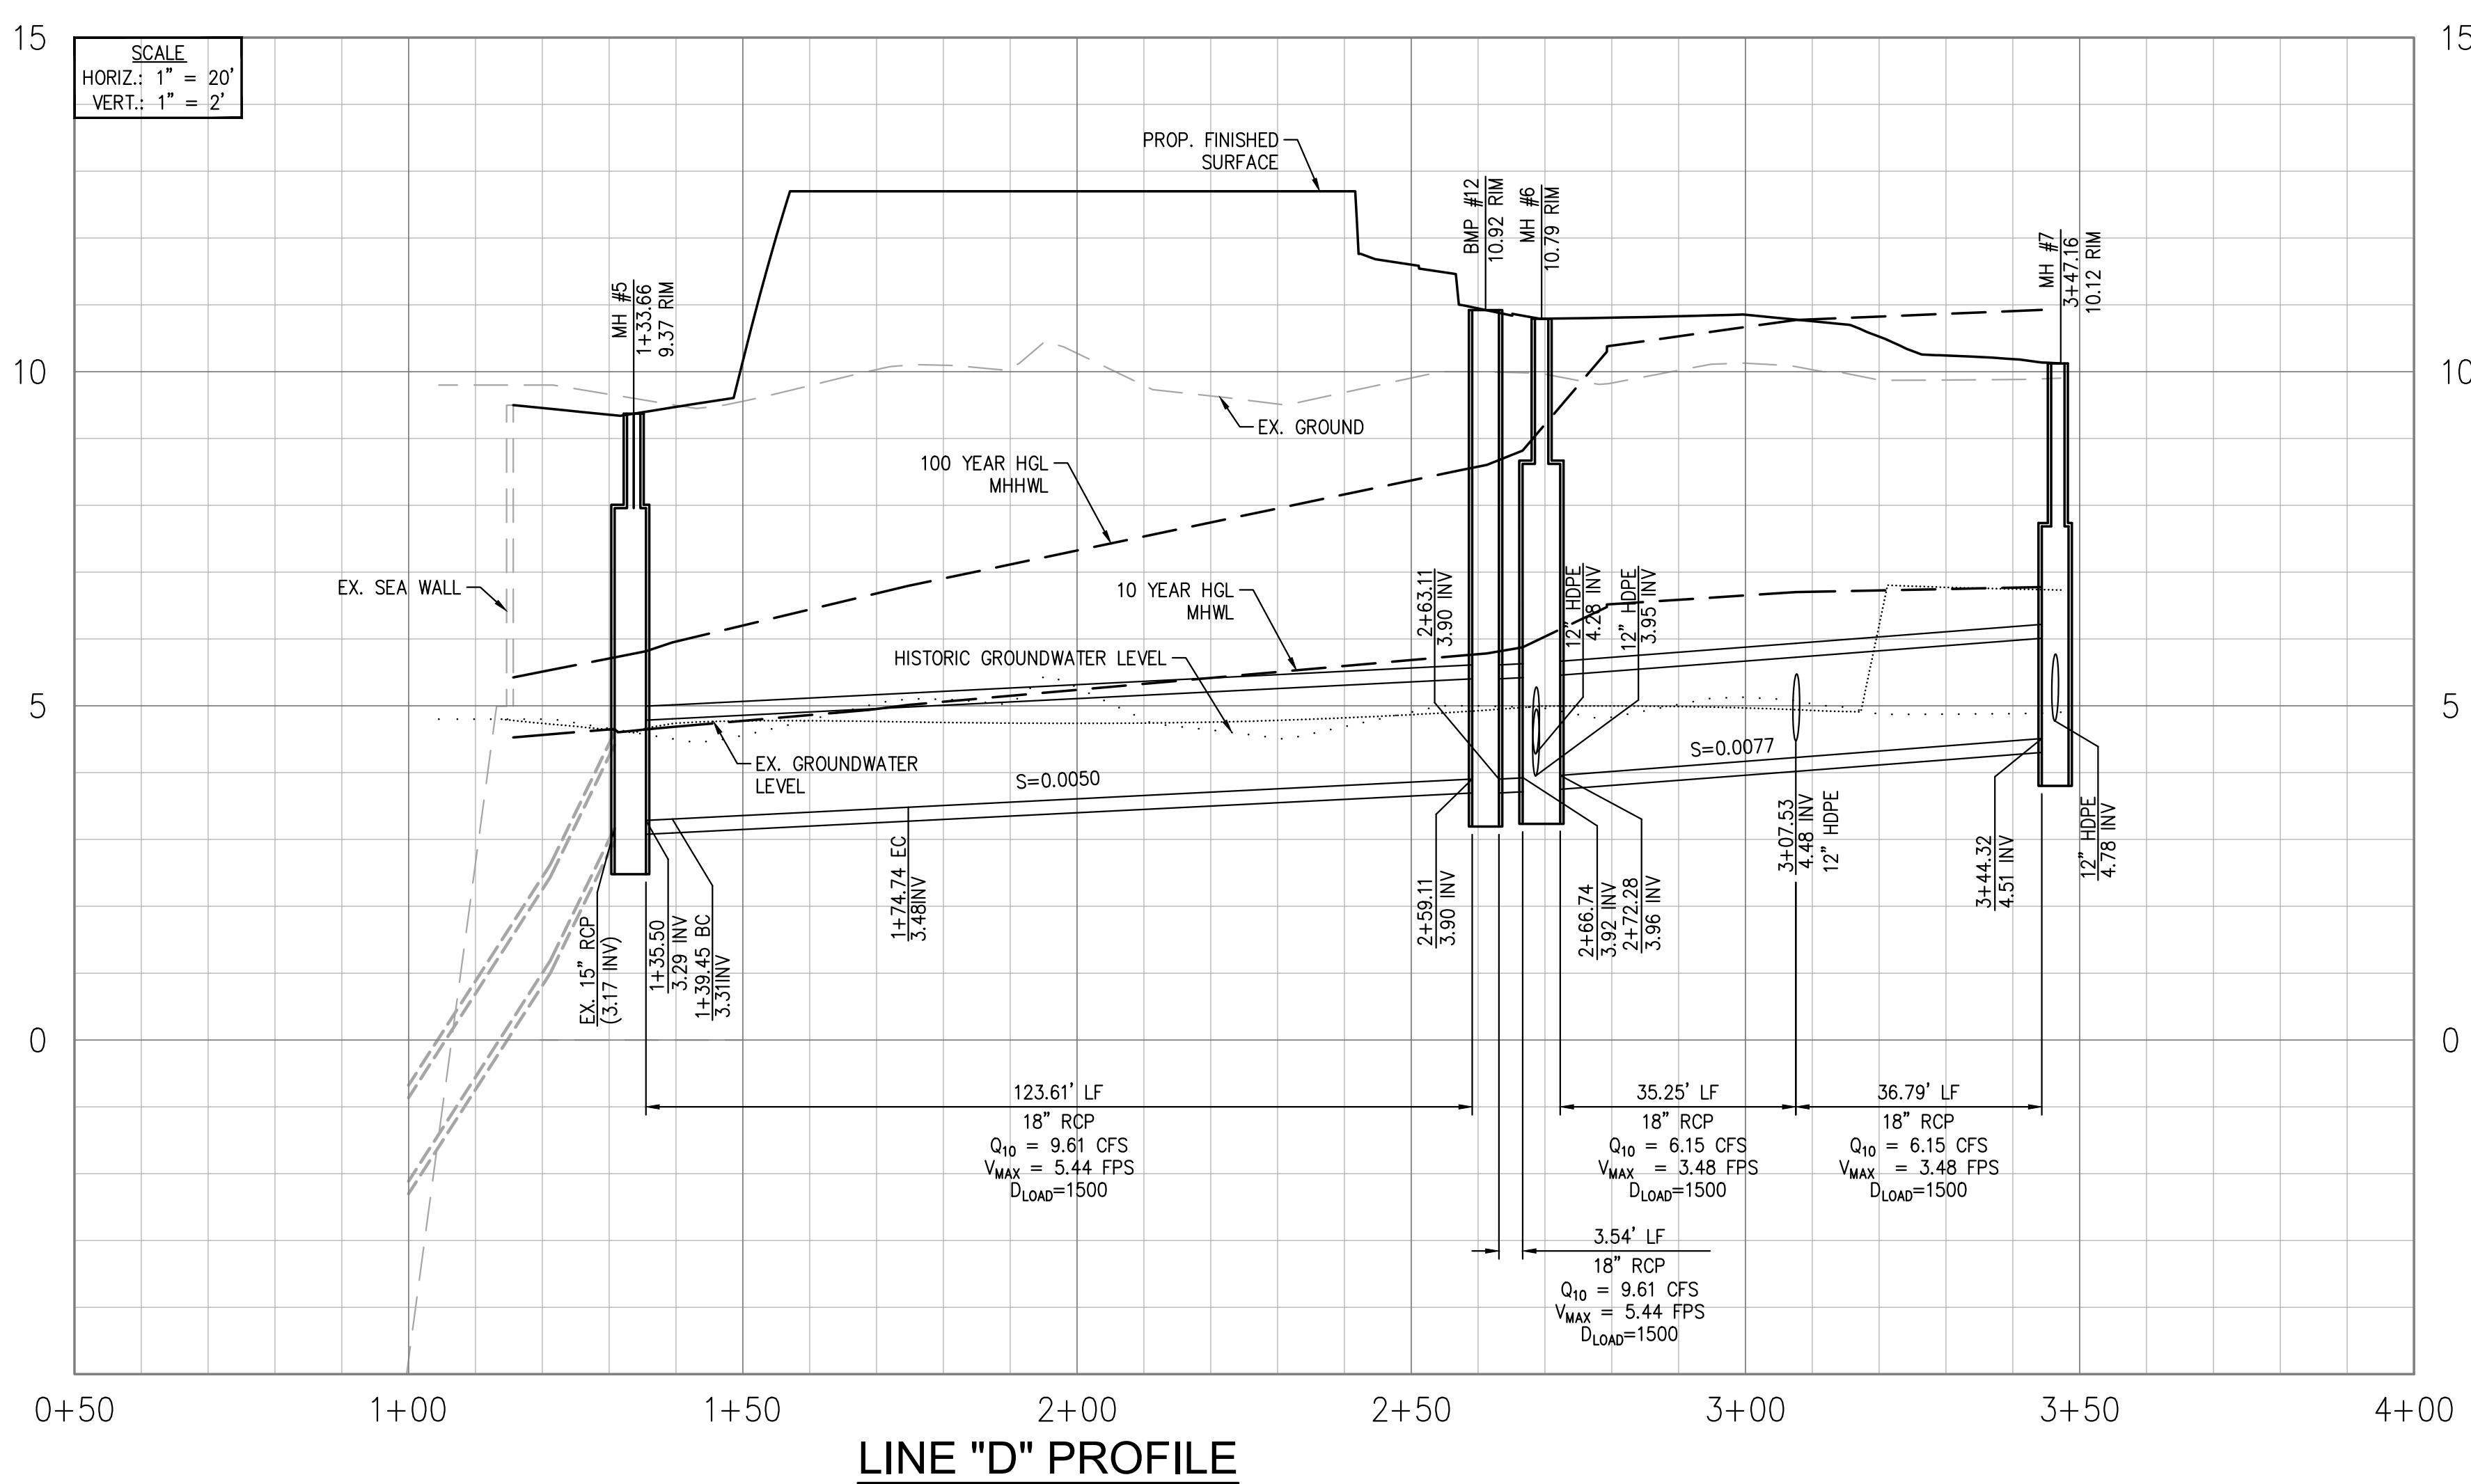 15
15
SCALE
HORIZ.: 1" = 20'
VERT.: 1" = 2'
PROP. FINISHED
SURFACE
BMP #12
10.92 RIM
MH #6
10.79 RIM
MH #7
3+47.16
10.12 RIM
MH #5
1+33.66
9.37 RIM
10
10
EX. GROUND
100 YEAR HGL
MHHWL
EX. SEA WALL
10 YEAR HGL
MHWL
2+63.11
3.90 INV
12" HDPE
4.28 INV
12" HDPE
3.95 INV
HISTORIC GROUNDWATER LEVEL
5
5
EX. GROUNDWATER
LEVEL
S=0.0050
S=0.0077
EX. 15" RCP
(3.17 INV)
1+35.50
3.29 INV
1+39.45 BC
3.31INV
1+74.74 EC
3.48INV
2+59.11
3.90 INV
2+66.74
3.92 INV
2+72.28
3.96 INV
3+07.53
4.48 INV
12" HDPE
3+44.32
4.51 INV
12" HDPE
4.78 INV
0
0
123.61' LF
18" RCP
Q10 = 9.61 CFS
VMAX = 5.44 FPS
DLOAD=1500
35.25' LF
18" RCP
Q10 = 6.15 CFS
VMAX = 3.48 FPS
DLOAD=1500
36.79' LF
18" RCP
Q10 = 6.15 CFS
VMAX = 3.48 FPS
DLOAD=1500
3.54' LF
18" RCP
Q10 = 9.61 CFS
VMAX = 5.44 FPS
DLOAD=1500
0+50
1+00
1+50
2+00
2+50
3+00
3+50
4+00
LINE "D" PROFILE